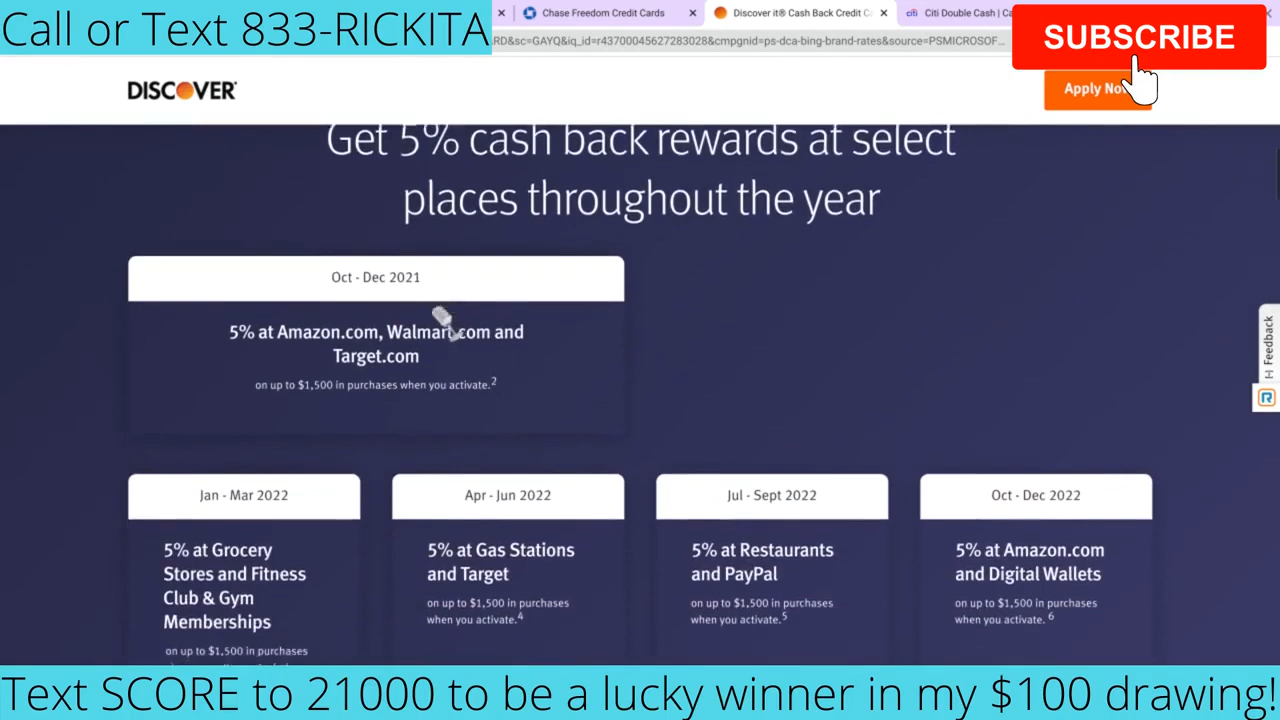 Call or Text 833-RICKITA
Chase Freedom Credit Cards
Discover it® Cash Back Credit C
Citi Double Cash | Ca
SUBSCRIBE
RD&sc=GAYQ&iq_id=r43700045627283028&cmpgnid=ps-dca-bing-brand-rates&source=PSMICROSOF...
DISCOVER
Apply Now
Get 5% cash back rewards at select
places throughout the year
Oct - Dec 2021
5% at Amazon.com, Walmart.com and
Target.com
on up to $1,500 in purchases when you activate.2
Feedback
Jan - Mar 2022
Apr - Jun 2022
Jul - Sept 2022
Oct - Dec 2022
5% at Grocery
Stores and Fitness
Club & Gym
Memberships
on up to $1,500 in purchases
5% at Gas Stations
and Target
on up to $1,500 in purchases
when you activate.4
5% at Restaurants
and PayPal
on up to $1,500 in purchases
when you activate.5
5% at Amazon.com
and Digital Wallets
on up to $1,500 in purchases
when you activate. 6
Text SCORE to 21000 to be a lucky winner in my $100 drawing!